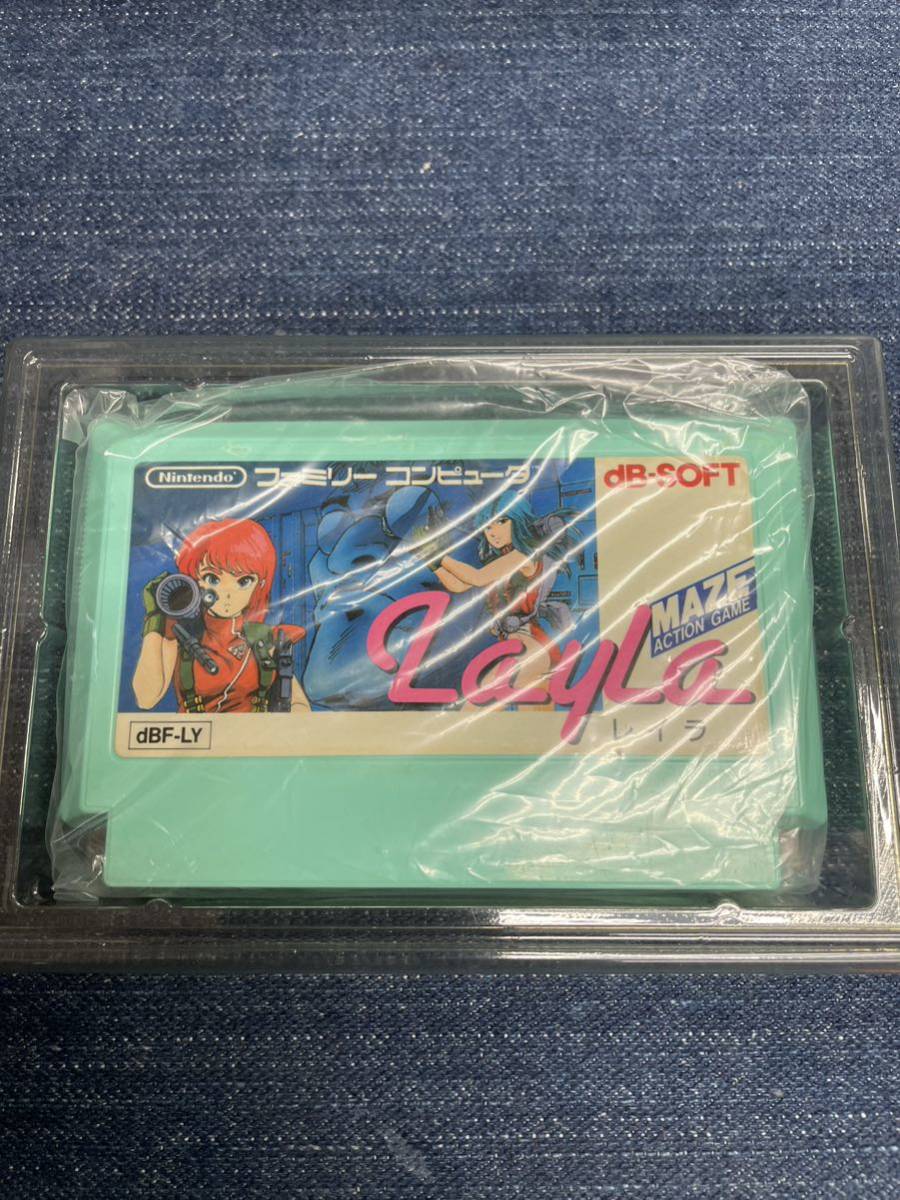 Nintendo ファミリー コンピュータ
dB-SOFT
MAZE
ACTION GAME
Layla
レイラ
dBF-LY